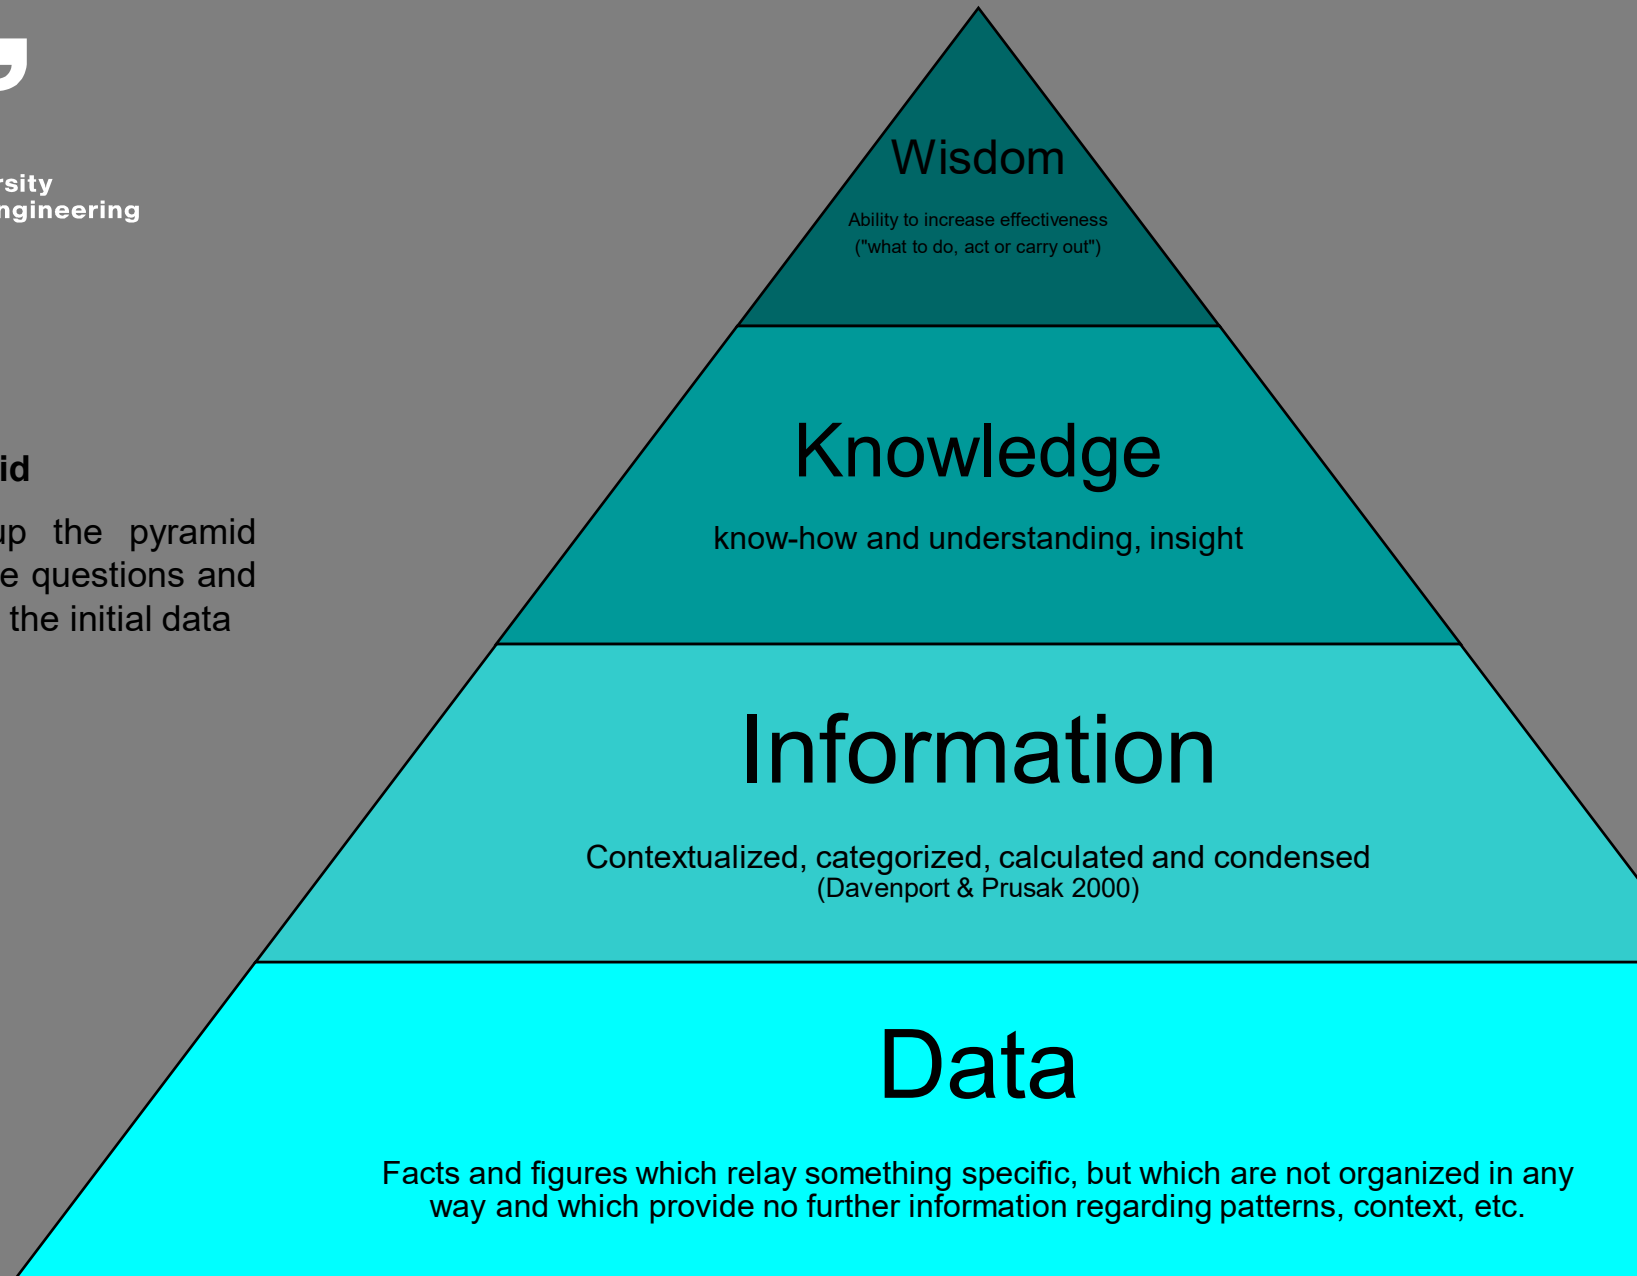 rsity
ngineering
id
up the pyramid
e questions and
the initial data
Wisdom
Ability to increase effectiveness
("what to do, act or carry out")
Knowledge
know-how and understanding, insight
Information
Contextualized, categorized, calculated and condensed
(Davenport & Prusak 2000)
Data
Facts and figures which relay something specific, but which are not organized in any
way and which provide no further information regarding patterns, context, etc.